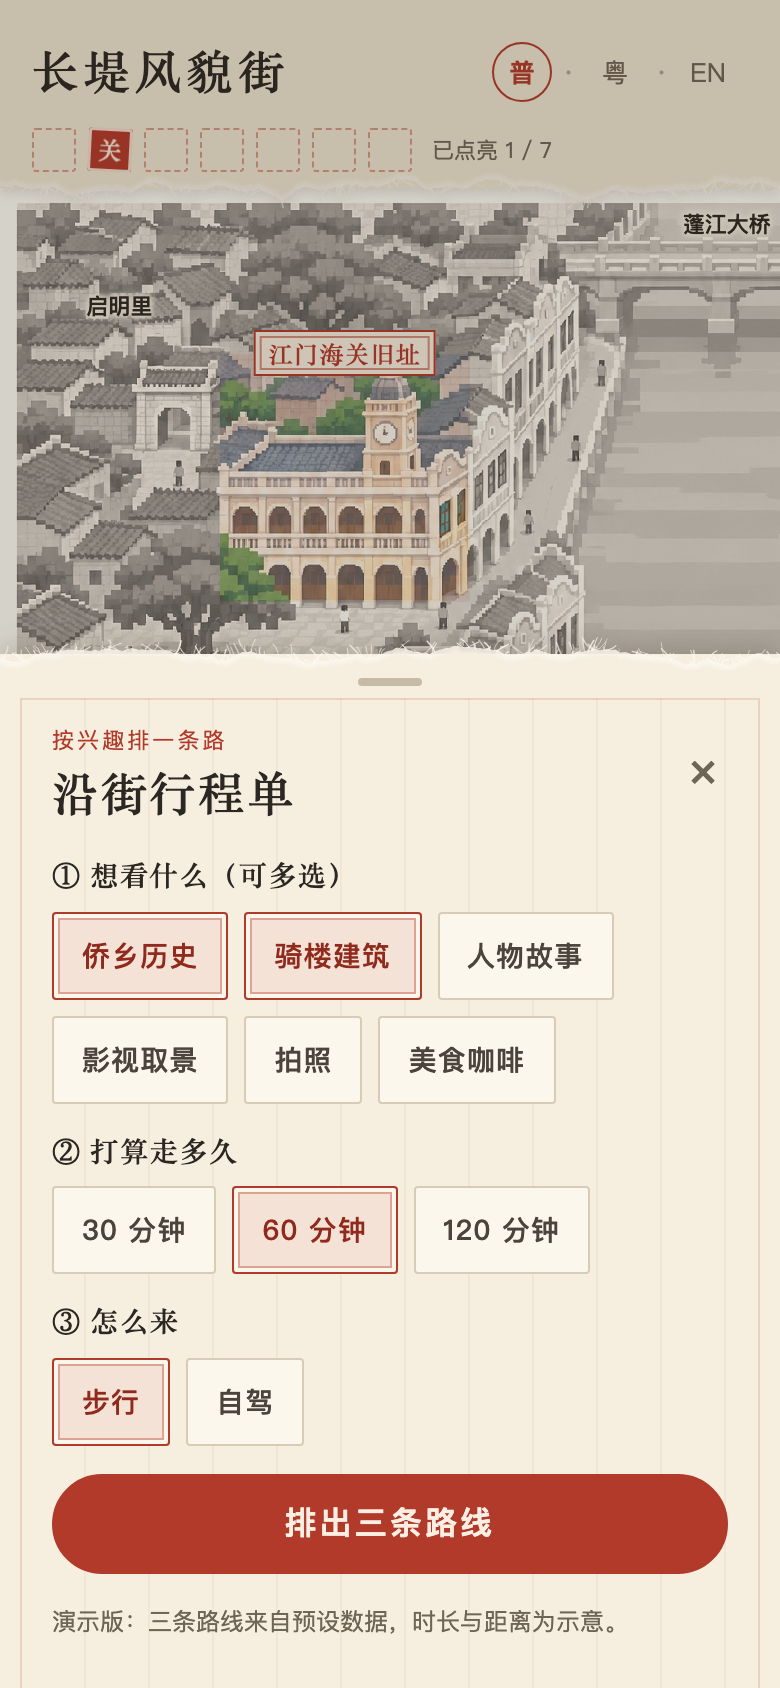 长堤风貌街
普 · 粤 · EN
关
已点亮 1 / 7
蓬江大桥
启明里
江门海关旧址
按兴趣排一条路
沿街行程单
×
① 想看什么（可多选）
侨乡历史 骑楼建筑 人物故事
影视取景 拍照 美食咖啡
② 打算走多久
30 分钟 60 分钟 120 分钟
③ 怎么来
步行 自驾
排出三条路线
演示版：三条路线来自预设数据，时长与距离为示意。